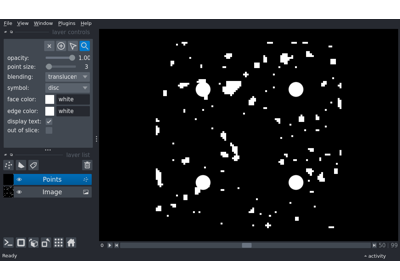 File View Window Plugins Help
layer controls
opacity: 1.00
point size: 3
blending: translucen
symbol: disc
face color: white
edge color: white
display text:
out of slice:
layer list
Points
Image
0 50 99
Ready activity